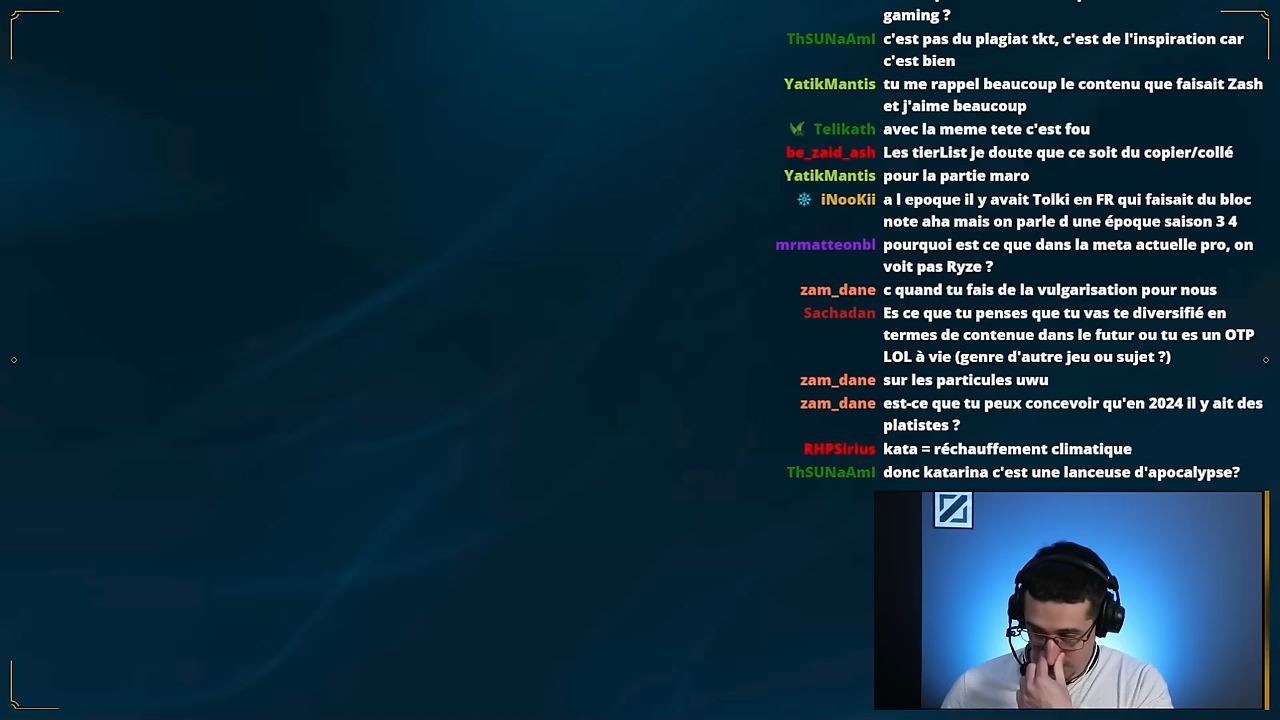 gaming ?
ThSUNaAmI c'est pas du plagiat tkt, c'est de l'inspiration car
c'est bien
YatikMantis tu me rappel beaucoup le contenu que faisait Zash
et j'aime beaucoup
Telikath avec la meme tete c'est fou
be_zaid_ash Les tierList je doute que ce soit du copier/collé
YatikMantis pour la partie maro
iNooKii a l epoque il y avait Tolki en FR qui faisait du bloc
note aha mais on parle d une époque saison 3 4
mrmatteonbl pourquoi est ce que dans la meta actuelle pro, on
voit pas Ryze ?
zam_dane c quand tu fais de la vulgarisation pour nous
Sachadan Es ce que tu penses que tu vas te diversifié en
termes de contenue dans le futur ou tu es un OTP
LOL à vie (genre d'autre jeu ou sujet ?)
zam_dane sur les particules uwu
zam_dane est-ce que tu peux concevoir qu'en 2024 il y ait des
platistes ?
RHPSirius kata = réchauffement climatique
ThSUNaAmI donc katarina c'est une lanceuse d'apocalypse?